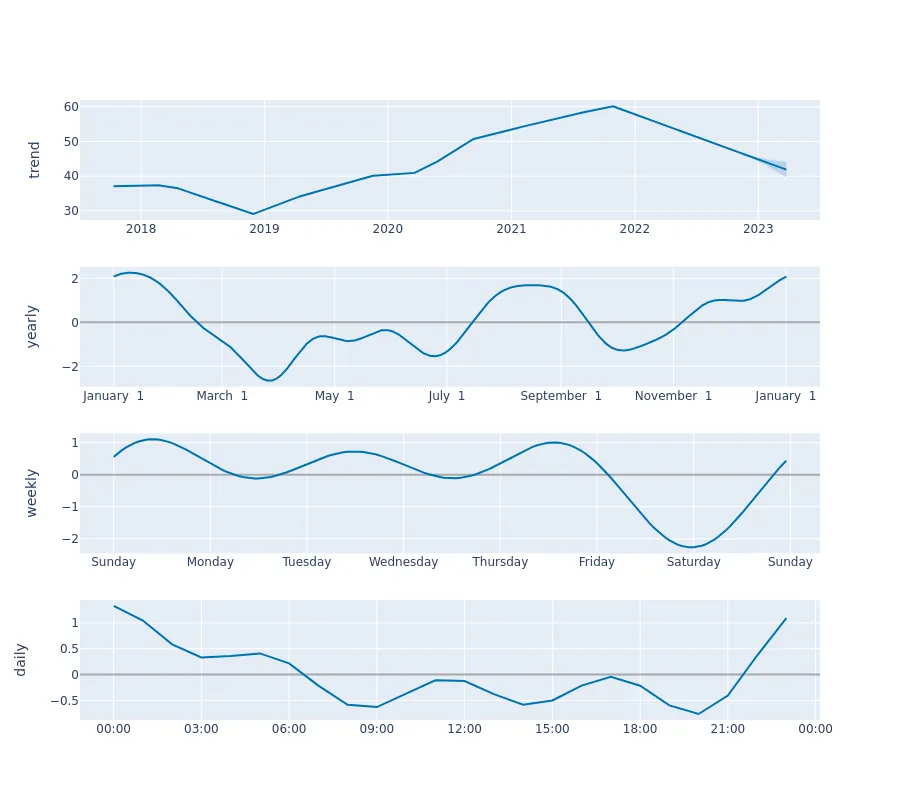 trend
60
50
40
30
2018 2019 2020 2021 2022 2023
yearly
2
0
−2
January 1 March 1 May 1 July 1 September 1 November 1 January 1
weekly
1
0
−1
−2
Sunday Monday Tuesday Wednesday Thursday Friday Saturday Sunday
daily
1
0.5
0
−0.5
00:00 03:00 06:00 09:00 12:00 15:00 18:00 21:00 00:00